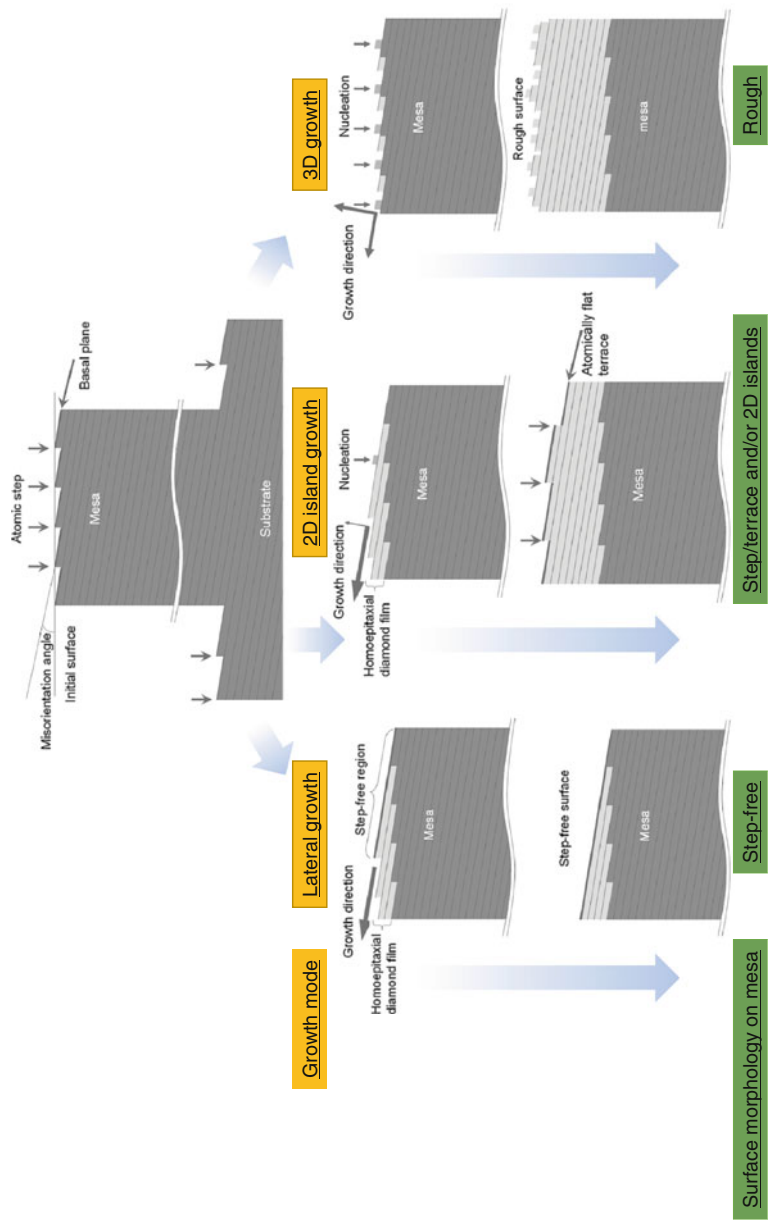 Atomic step
Misorientation angle
Initial surface
Basal plane
Mesa
Substrate
Growth mode
Lateral growth
2D island growth
3D growth
Growth direction
Step-free region
Homoepitaxial
diamond film
Mesa
Growth direction
Nucleation
Homoepitaxial
diamond film
Mesa
Nucleation
Growth direction
Mesa
Step-free surface
Mesa
Atomically flat
terrace
Mesa
Rough surface
mesa
Surface morphology on mesa
Step-free
Step/terrace and/or 2D islands
Rough